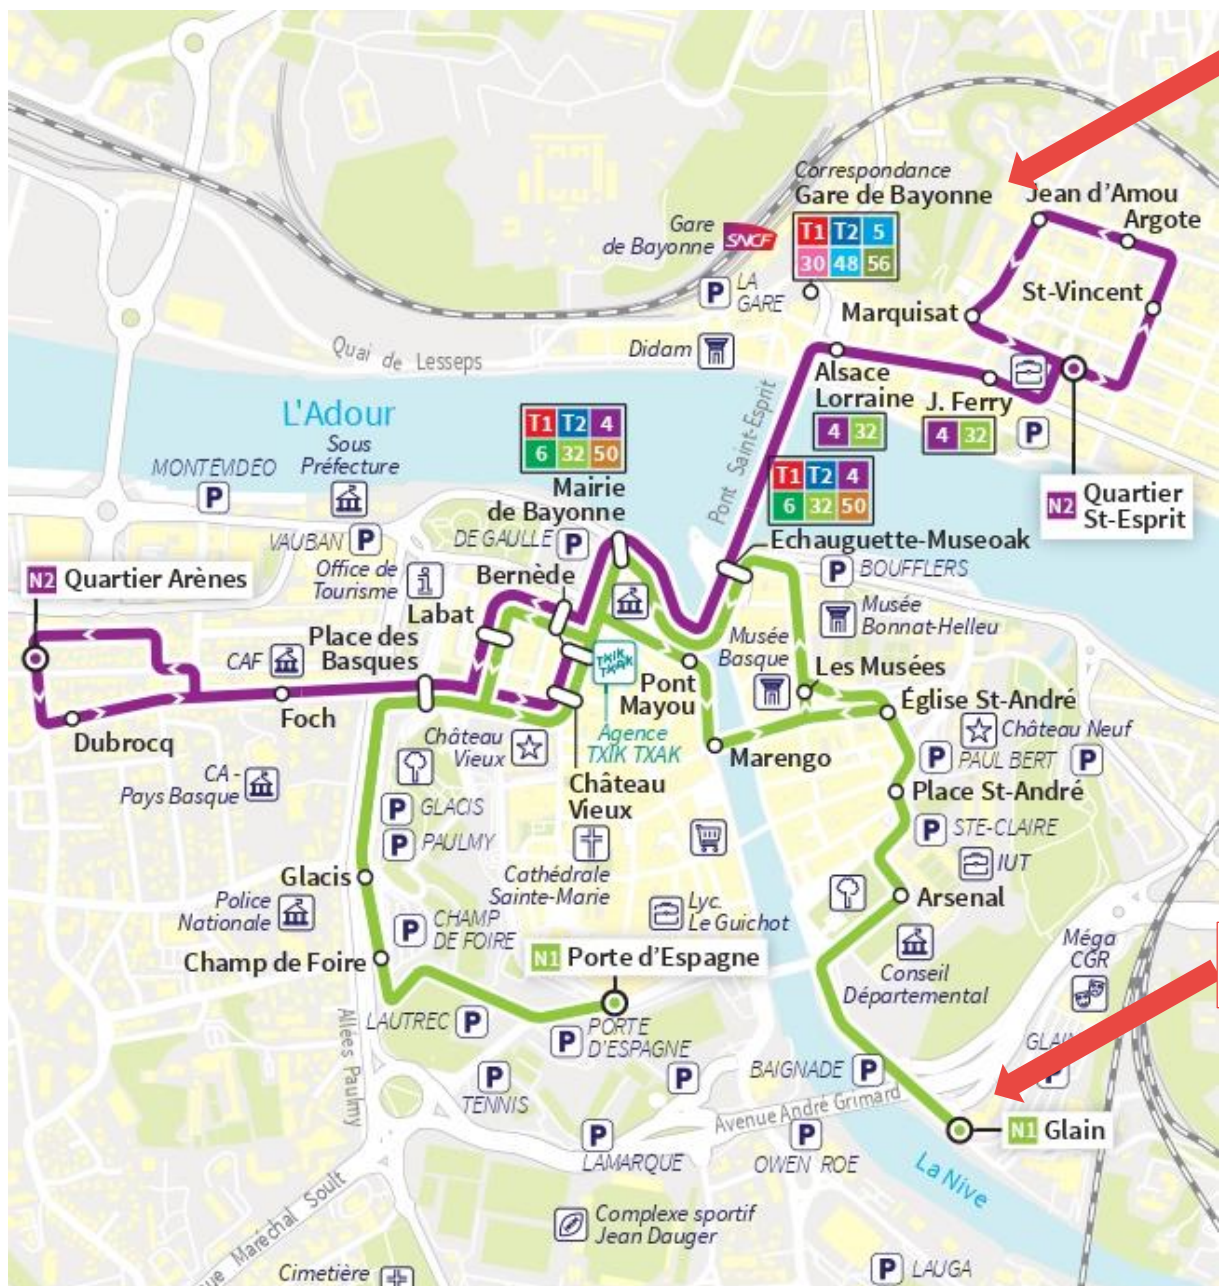 Correspondance
Gare de Bayonne
T1 T2 5
30 48 56
Gare
de Bayonne
SNCF
P LA
GARE
Jean d'Amou
Argote
St-Vincent
Marquisat
Didam
Quai de Lesseps
Alsace
Lorraine
4 32
J. Ferry
4 32
P
Pont Saint-Esprit
L'Adour
T1 T2 4
6 32 50
Mairie
de Bayonne
DE GAULLE P
Sous
Préfecture
MONTEVIDEO
P
VAUBAN P
T1 T2 4
6 32 50
Echauguette-Museoak
P BOUFFLERS
N2 Quartier
St-Esprit
N2 Quartier Arènes
Office de
Tourisme
Bernède
Labat
Musée
Bonnat-Helleu
Place des
Basques
CAF
Foch
Dubrocq
TXIK
TXAK
Agence
TXIK TXAK
Musée
Basque
Pont
Mayou
Les Musées
Église St-André
Marengo
Château Neuf
P PAUL BERT P
Château
Vieux
Château
Vieux
CA -
Pays Basque
P GLACIS
P PAULMY
Place St-André
P STE-CLAIRE
IUT
Glacis
Cathédrale
Sainte-Marie
Police
Nationale
Lyc.
Le Guichot
Arsenal
P CHAMP
DE FOIRE
Champ de Foire
N1 Porte d'Espagne
Conseil
Départemental
Méga
CGR
Allées Paulmy
LAUTREC P
P PORTE
D'ESPAGNE
P
P
TENNIS
BAIGNADE P
GLAIN
P
Avenue André Grimard
N1 Glain
P
LAMARQUE
P
OWEN ROE
La Nive
Complexe sportif
Jean Dauger
Maréchal Soult
Cimetière
P LAUGA